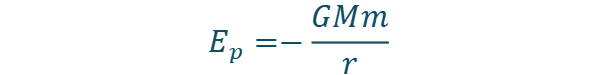 E_p = − GMm / r